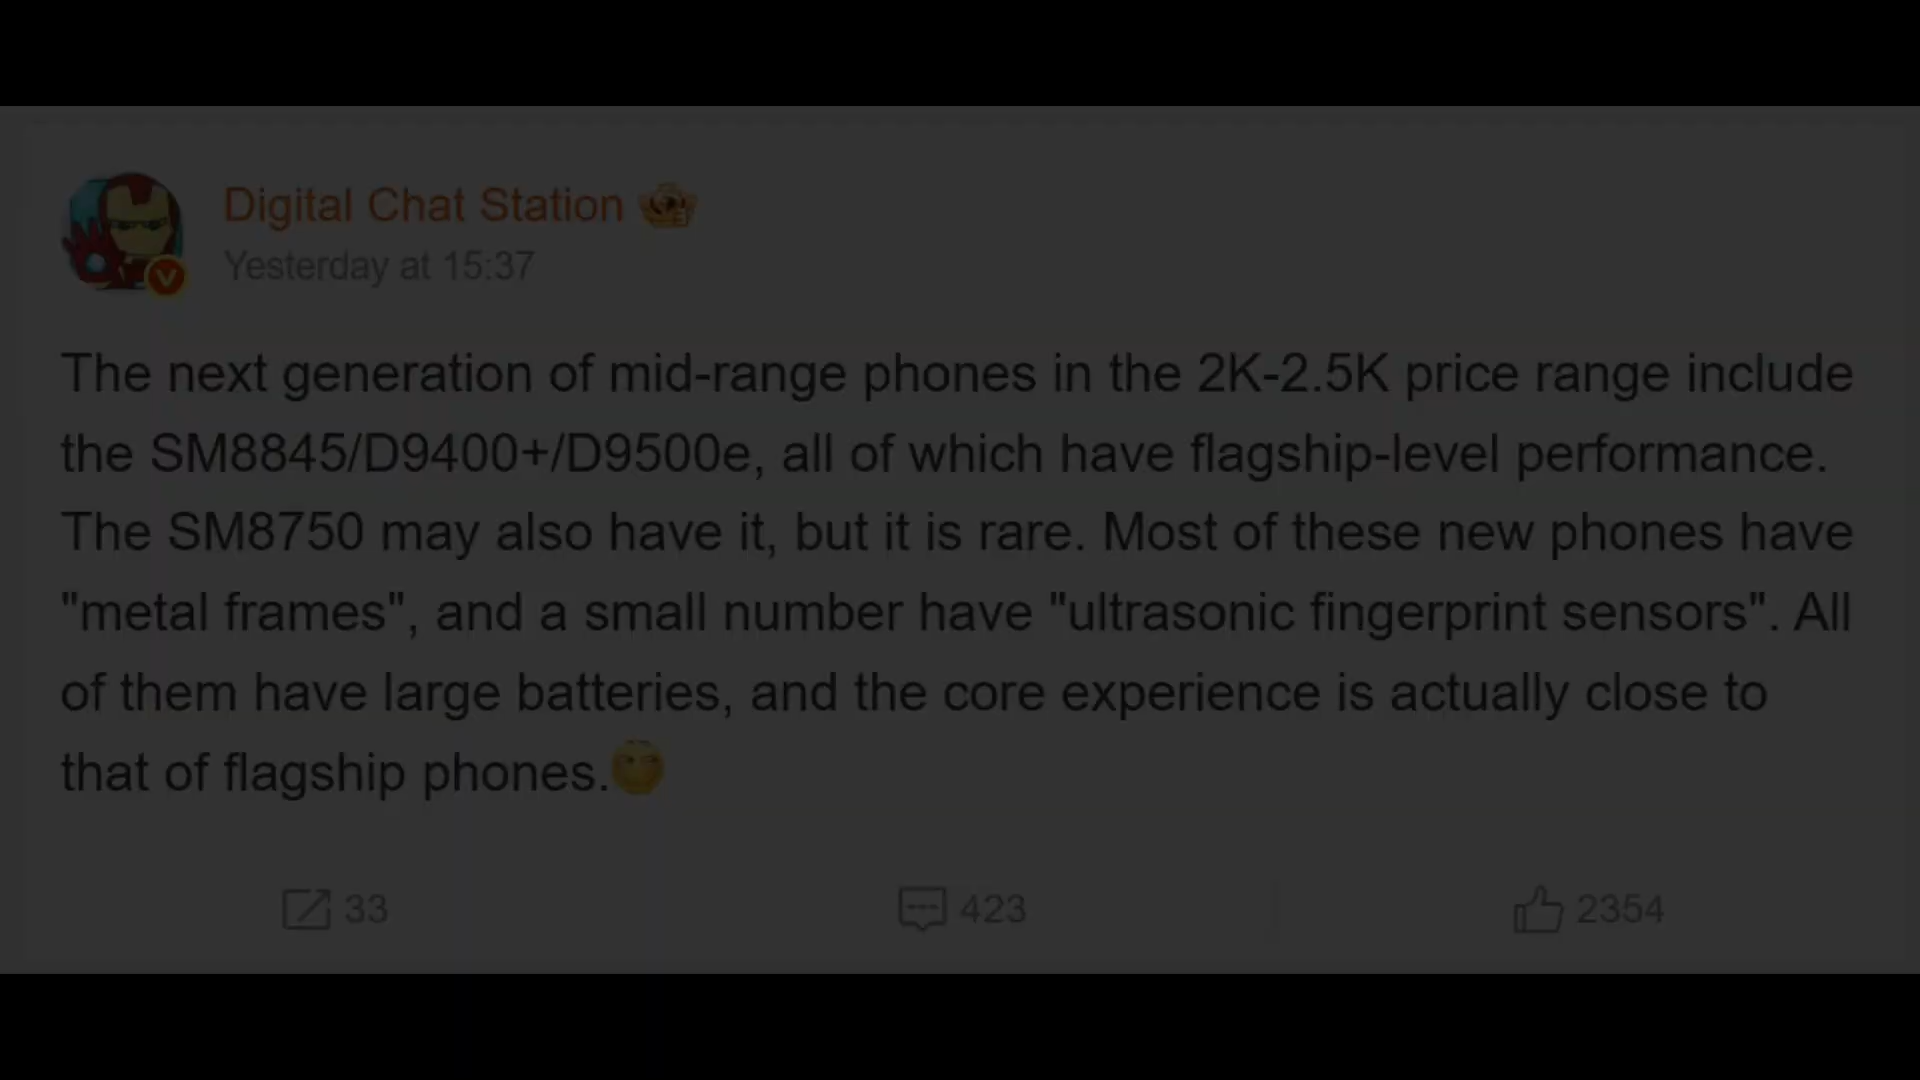 Digital Chat Station
Yesterday at 15:37
The next generation of mid-range phones in the 2K-2.5K price range include
the SM8845/D9400+/D9500e, all of which have flagship-level performance.
The SM8750 may also have it, but it is rare. Most of these new phones have
"metal frames", and a small number have "ultrasonic fingerprint sensors". All
of them have large batteries, and the core experience is actually close to
that of flagship phones.
33
423
2354